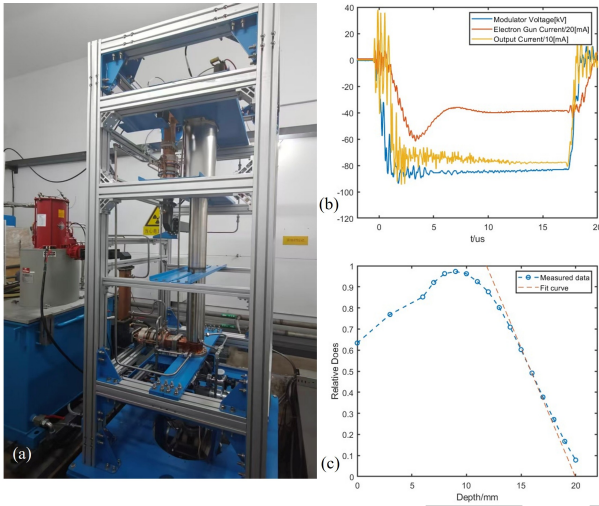 (a)
40
20
0
-20
-40
-60
-80
-100
-120
Modulator Voltage[kV]
Electron Gun Current/20[mA]
Output Current/10[mA]
0 5 10 15 20
t/us
(b)
1
0.9
0.8
0.7
0.6
0.5
0.4
0.3
0.2
0.1
0
Relative Does
Measured data
Fit curve
0 5 10 15 20
Depth/mm
(c)